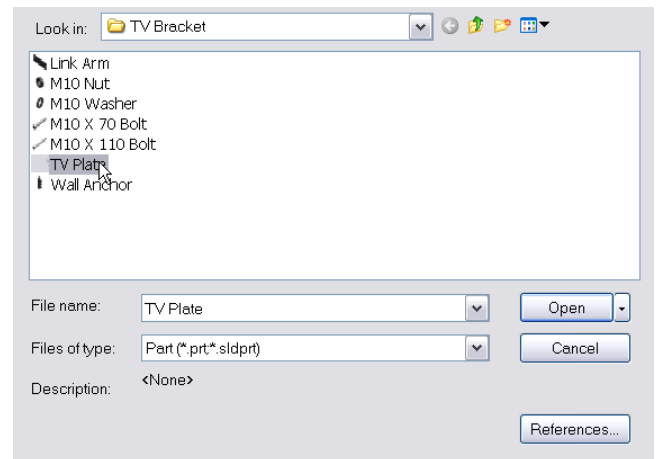 Look in: TV Bracket
Link Arm
M10 Nut
M10 Washer
M10 X 70 Bolt
M10 X 110 Bolt
TV Plate
Wall Anchor
File name: TV Plate Open
Files of type: Part (*.prt;*.sldprt) Cancel
Description: <None>
References...